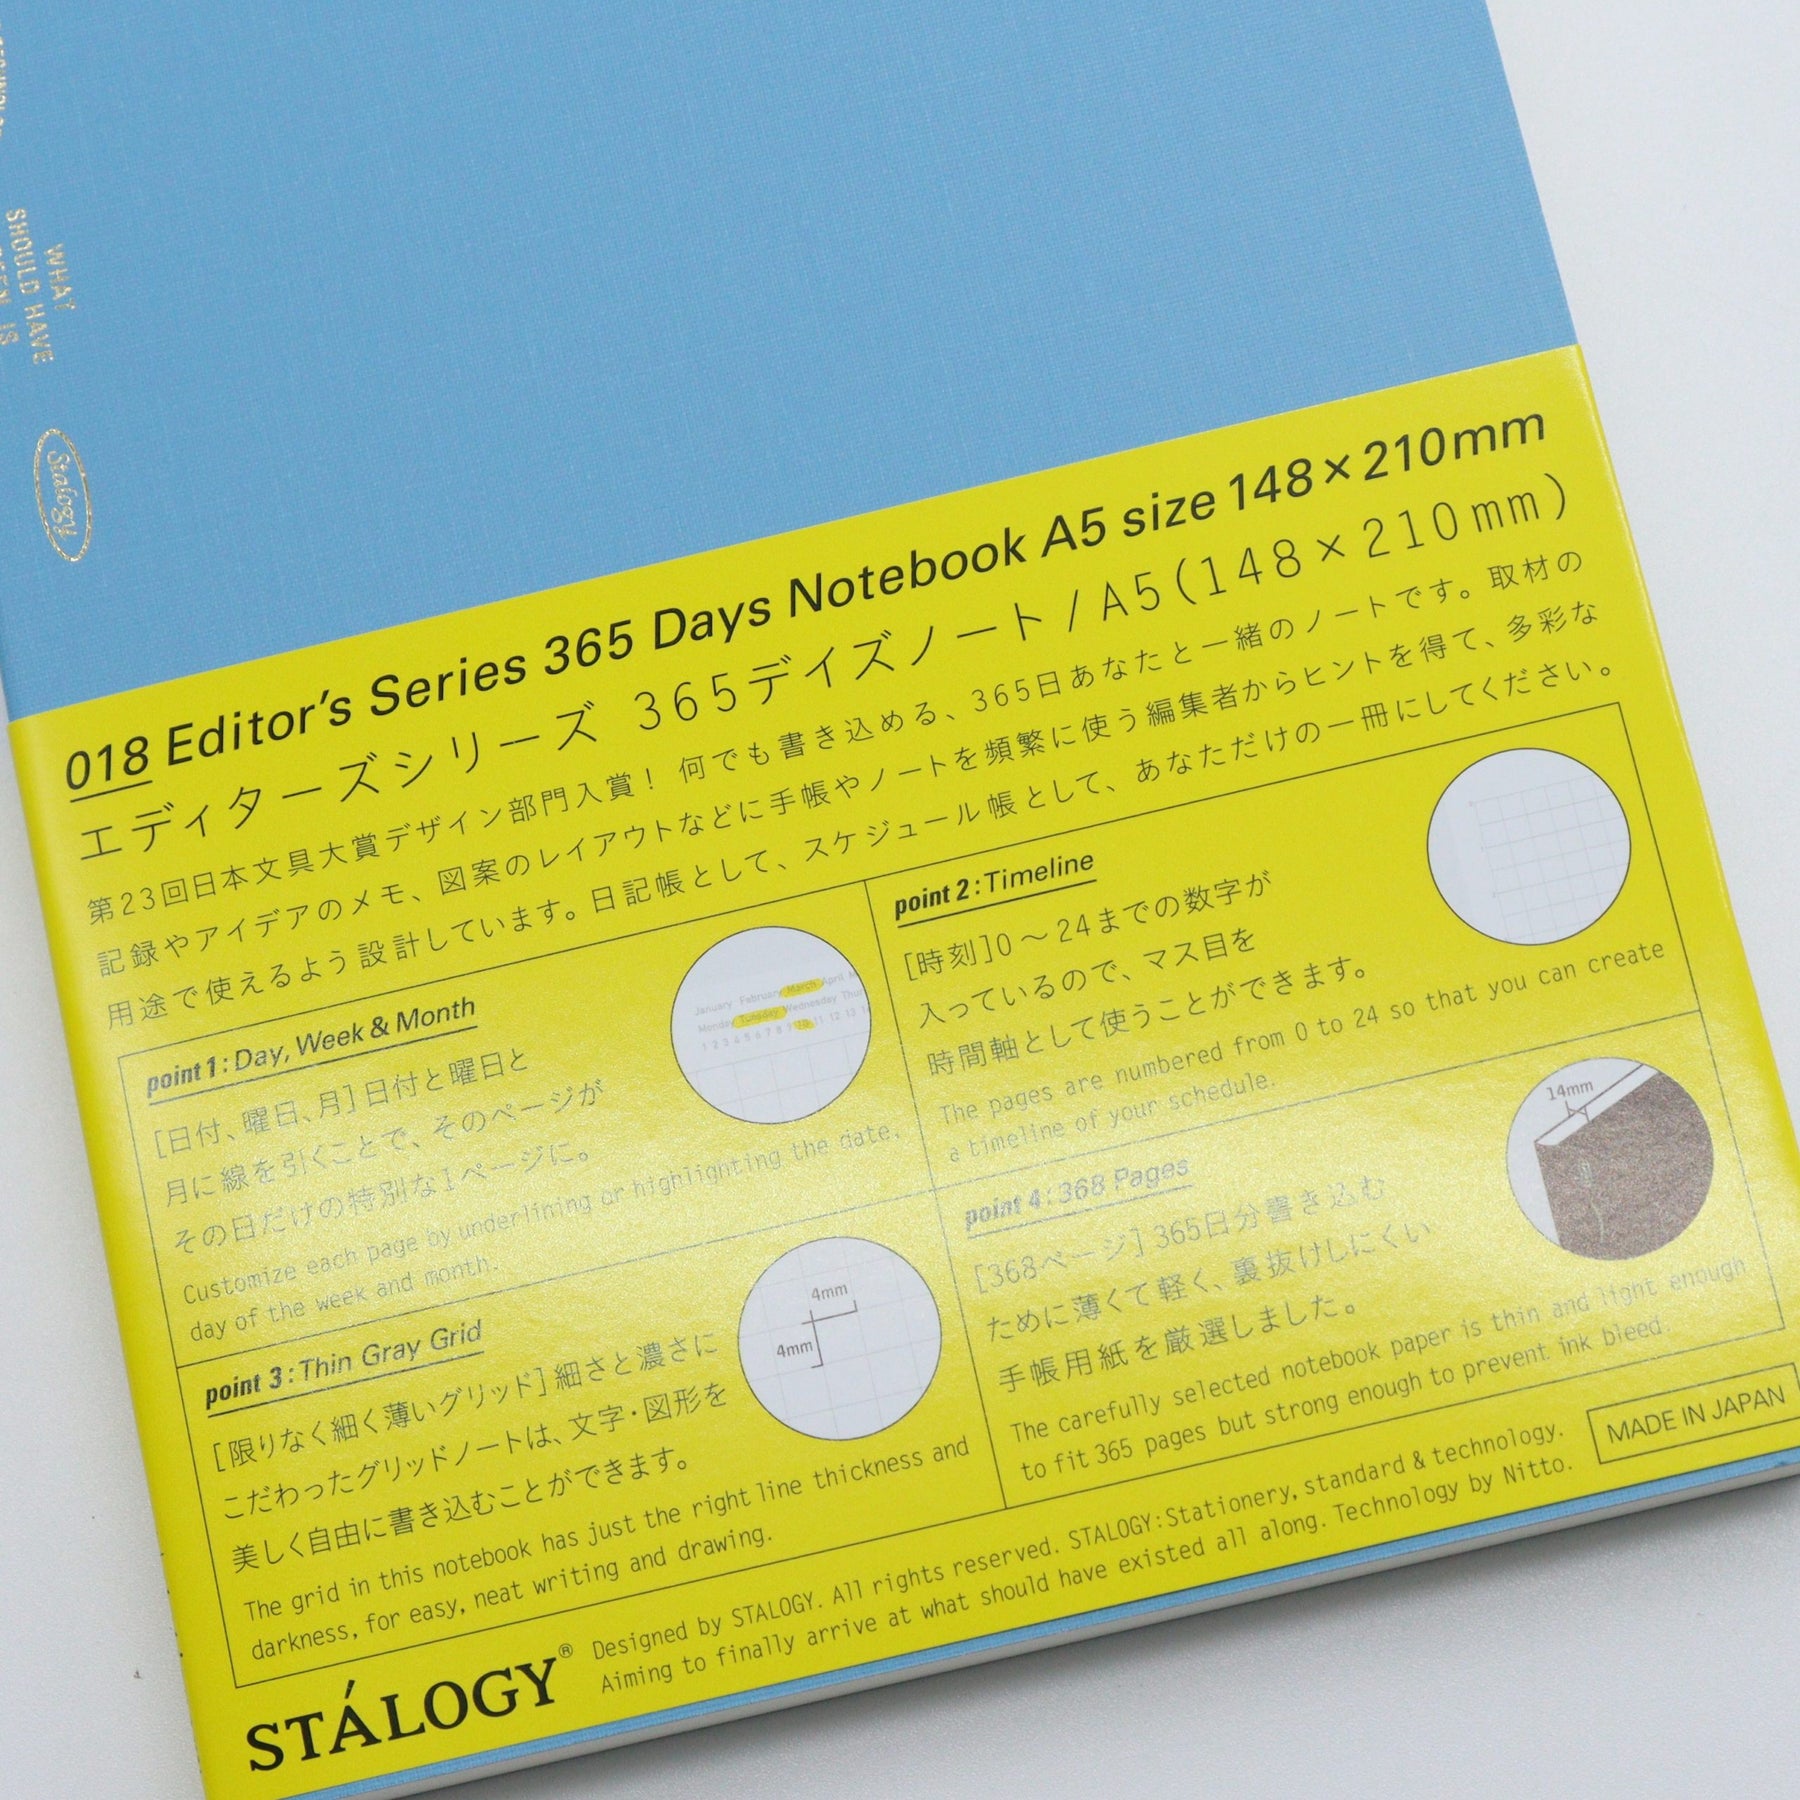 WHAT
SHOULD HAVE
IS
Stalogy
018 Editor's Series 365 Days Notebook A5 size 148×210mm
エディターズシリーズ 365デイズノート/A5(148×210mm)
第23回日本文具大賞デザイン部門入賞! 何でも書き込める、365日あなたと一緒のノートです。取材の
記録やアイデアのメモ、図案のレイアウトなどに手帳やノートを頻繁に使う編集者からヒントを得て、多彩な
用途で使えるよう設計しています。日記帳として、スケジュール帳として、あなただけの一冊にしてください。
point 1: Day, Week & Month
[日付、曜日、月]日付と曜日と
月に線を引くことで、そのページが
その日だけの特別な1ページに。
Customize each page by underlining or highlighting the date,
day of the week and month.
January February March April M
Monday Tuesday Wednesday Thur
1 2 3 4 5 6 7 8 9 10 11 12 13 14
point 2: Timeline
[時刻]0〜24までの数字が
入っているので、マス目を
時間軸として使うことができます。
The pages are numbered from 0 to 24 so that you can create
a timeline of your schedule.
point 3: Thin Gray Grid
[限りなく細く薄いグリッド]細さと濃さに
こだわったグリッドノートは、文字・図形を
美しく自由に書き込むことができます。
The grid in this notebook has just the right line thickness and
darkness, for easy, neat writing and drawing.
4mm
4mm
point 4: 368 Pages
[368ページ]365日分書き込む
ために薄くて軽く、裏抜けしにくい
手帳用紙を厳選しました。
The carefully selected notebook paper is thin and light enough
to fit 365 pages but strong enough to prevent ink bleed.
14mm
STÁLOGY®
Designed by STALOGY. All rights reserved. STALOGY: Stationery, standard & technology.
Aiming to finally arrive at what should have existed all along. Technology by Nitto.
MADE IN JAPAN